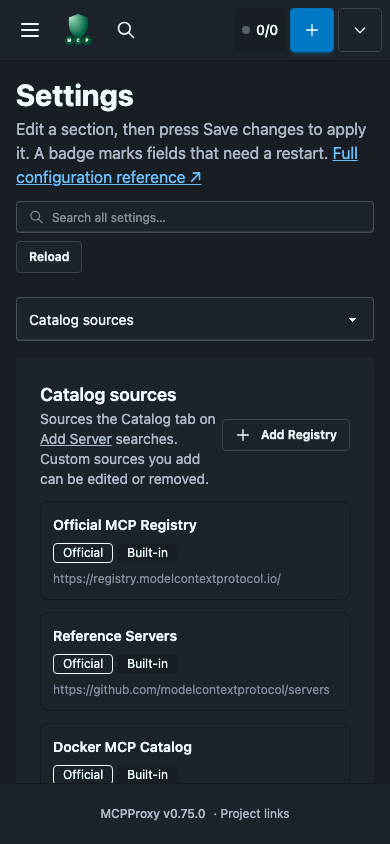 MCP
0/0
Settings
Edit a section, then press Save changes to apply
it. A badge marks fields that need a restart. Full
configuration reference ↗
Search all settings…
Reload
Catalog sources
Catalog sources
Sources the Catalog tab on
Add Server searches.
Custom sources you add
can be edited or removed.
Add Registry
Official MCP Registry
Official Built-in
https://registry.modelcontextprotocol.io/
Reference Servers
Official Built-in
https://github.com/modelcontextprotocol/servers
Docker MCP Catalog
Official Built-in
MCPProxy v0.75.0 · Project links